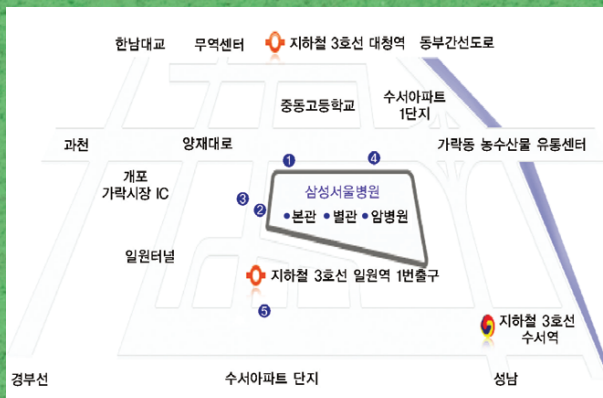 한남대교
무역센터
지하철 3호선 대청역
동부간선도로
중동고등학교
수서아파트
1단지
과천
양재대로
가락동 농수산물 유통센터
1
4
개포
가락시장 IC
삼성서울병원
3
2
•본관 •별관 •암병원
일원터널
지하철 3호선 일원역 1번출구
5
지하철 3호선
수서역
경부선
수서아파트 단지
성남